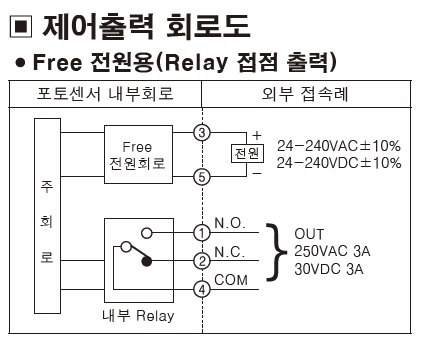 ▣ 제어출력 회로도
● Free 전원용(Relay 접점 출력)
포토센서 내부회로
외부 접속례
주회로
Free
전원회로
③
⑤
+
전원
−
24−240VAC±10%
24−240VDC±10%
① N.O.
② N.C.
④ COM
OUT
250VAC 3A
30VDC 3A
내부 Relay